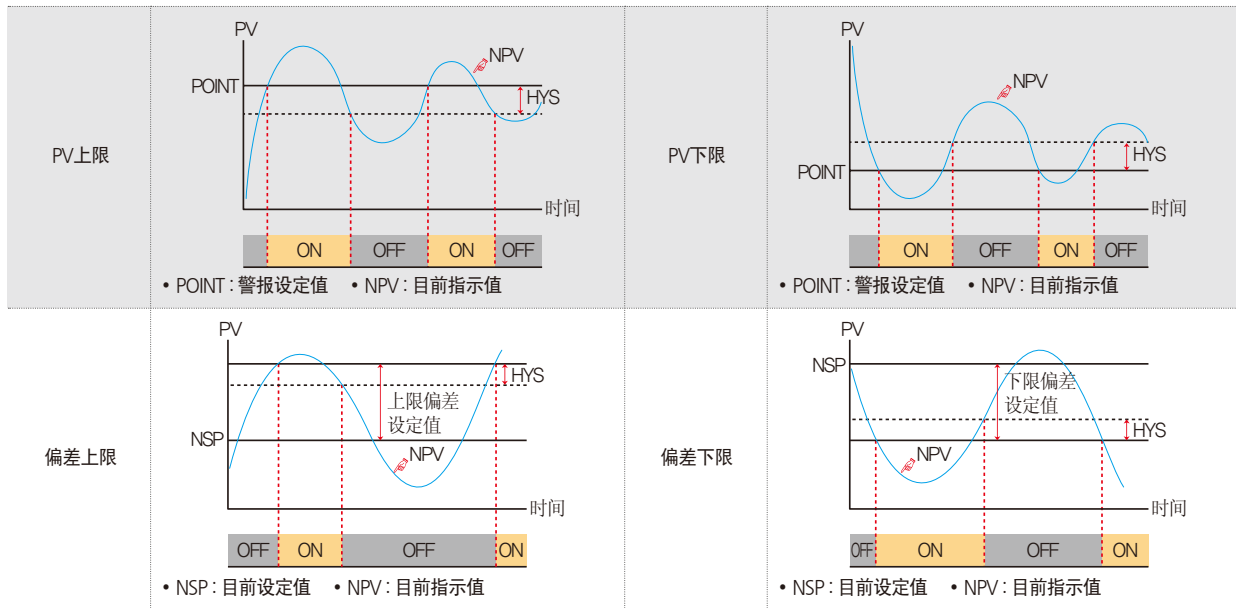 PV上限
PV
NPV
POINT
HYS
时间
ON
OFF
ON
OFF
• POINT : 警报设定值 • NPV : 目前指示值
PV下限
PV
NPV
HYS
POINT
时间
ON
OFF
ON
OFF
• POINT : 警报设定值 • NPV : 目前指示值
偏差上限
PV
HYS
上限偏差
设定值
NSP
NPV
时间
OFF
ON
OFF
ON
• NSP : 目前设定值 • NPV : 目前指示值
偏差下限
PV
NSP
下限偏差
设定值
HYS
NPV
时间
OFF
ON
OFF
ON
• NSP : 目前设定值 • NPV : 目前指示值